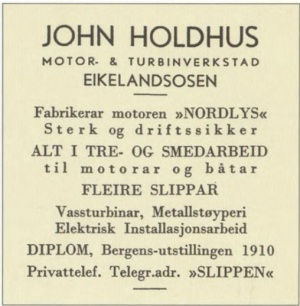 JOHN HOLDHUS
MOTOR- & TURBINVERKSTAD
EIKELANDSOSEN
Fabrikerar motoren »NORDLYS«
Sterk og driftssikker
ALT I TRE- OG SMEDARBEID
til motorar og båtar
FLEIRE SLIPPAR
Vassturbinar, Metallstøyperi
Elektrisk Installasjonsarbeid
DIPLOM, Bergens-utstillingen 1910
Privattelef. Telegr.adr. »SLIPPEN«